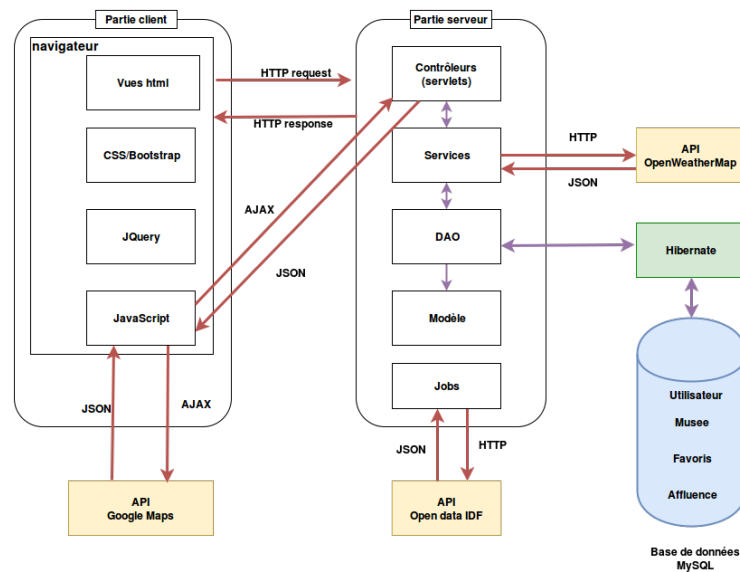 Partie client
Partie serveur
navigateur
Vues html
CSS/Bootstrap
JQuery
JavaScript
HTTP request
HTTP response
AJAX
JSON
Contrôleurs
(servlets)
Services
DAO
Modèle
Jobs
HTTP
JSON
API
OpenWeatherMap
Hibernate
Utilisateur
Musee
Favoris
Affluence
Base de données
MySQL
JSON
AJAX
API
Google Maps
JSON
HTTP
API
Open data IDF